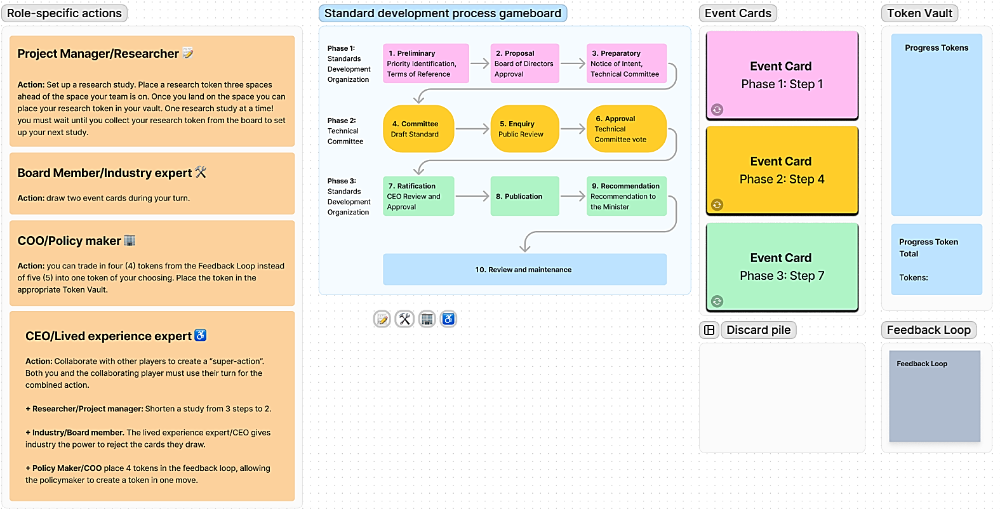 Role-specific actions
Project Manager/Researcher
Action: Set up a research study. Place a research token three spaces
ahead of the space your team is on. Once you land on the space you can
place your research token in your vault. One research study at a time!
you must wait until you collect your research token from the board to set
up your next study.
Board Member/Industry expert
Action: draw two event cards during your turn.
COO/Policy maker
Action: you can trade in four (4) tokens from the Feedback Loop instead
of five (5) into one token of your choosing. Place the token in the
appropriate Token Vault.
CEO/Lived experience expert
Action: Collaborate with other players to create a “super-action”.
Both you and the collaborating player must use their turn for the
combined action.
+ Researcher/Project manager: Shorten a study from 3 steps to 2.
+ Industry/Board member. The lived experience expert/CEO gives
industry the power to reject the cards they draw.
+ Policy Maker/COO place 4 tokens in the feedback loop, allowing
the policymaker to create a token in one move.
Standard development process gameboard
Phase 1:
Standards
Development
Organization
1. Preliminary
Priority Identification,
Terms of Reference
2. Proposal
Board of Directors
Approval
3. Preparatory
Notice of Intent,
Technical Committee
Phase 2:
Technical
Committee
4. Committee
Draft Standard
5. Enquiry
Public Review
6. Approval
Technical
Committee vote
Phase 3:
Standards
Development
Organization
7. Ratification
CEO Review and
Approval
8. Publication
9. Recommendation
Recommendation to
the Minister
10. Review and maintenance
Event Cards
Event Card
Phase 1: Step 1
Event Card
Phase 2: Step 4
Event Card
Phase 3: Step 7
Discard pile
Token Vault
Progress Tokens
Progress Token
Total
Tokens:
Feedback Loop
Feedback Loop